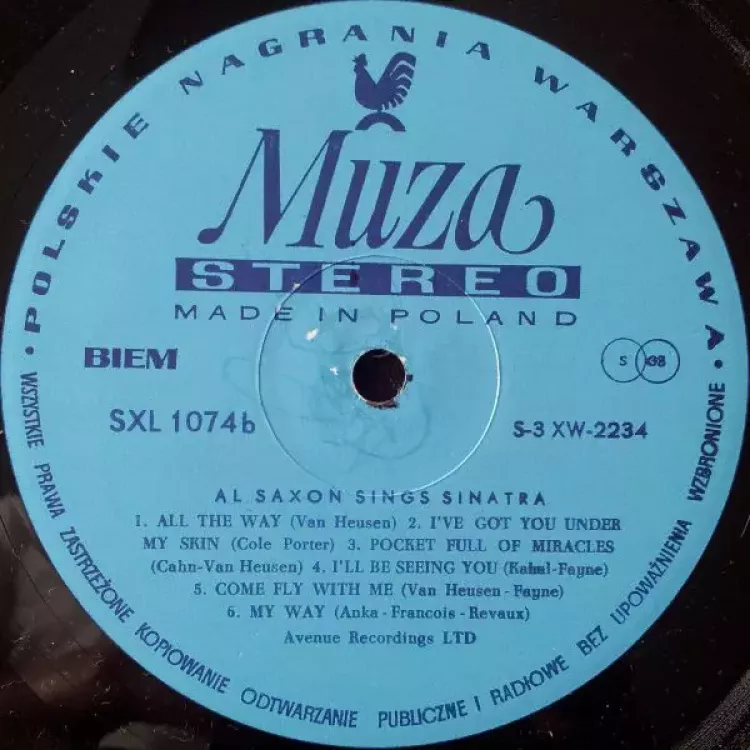 • POLSKIE NAGRANIA WARSZAWA •
Muza
STEREO
MADE IN POLAND
BIEM
S
SXL 1074b
S-3 XW-2234
AL SAXON SINGS SINATRA
1. ALL THE WAY (Van Heusen) 2. I'VE GOT YOU UNDER
MY SKIN (Cole Porter) 3. POCKET FULL OF MIRACLES
(Cahn-Van Heusen) 4. I'LL BE SEEING YOU
5. COME FLY WITH ME (Van Heusen - Fayne)
6. MY WAY (Anka - Francois - Revaux)
Avenue Recordings LTD
WSZYSTKIE PRAWA ZASTRZEŻONE KOPIOWANIE ODTWARZANIE PUBLICZNE I RADIOWE BEZ UPOWAŻNIENIA WZBRONIONE